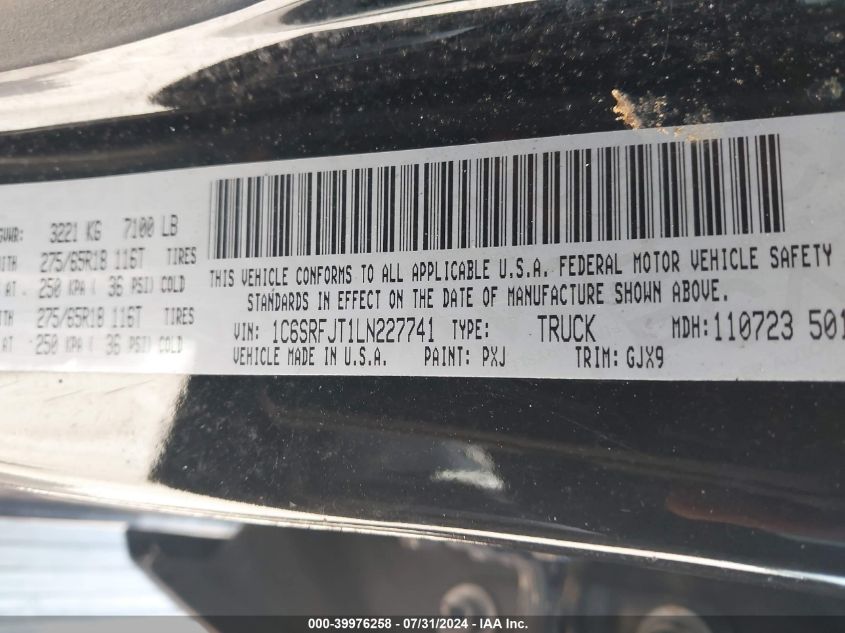 GVWR: 3221 KG 7100 LB
275/65R18 116T TIRES
AT. 250 KPA ( 36 PSI) COLD
275/65R18 116T TIRES
AT. 250 KPA ( 36 PSI) COLD
THIS VEHICLE CONFORMS TO ALL APPLICABLE U.S.A. FEDERAL MOTOR VEHICLE SAFETY
STANDARDS IN EFFECT ON THE DATE OF MANUFACTURE SHOWN ABOVE.
VIN: 1C6SRFJT1LN227741 TYPE: TRUCK MDH: 110723 501
VEHICLE MADE IN U.S.A. PAINT: PXJ TRIM: GJX9
000-39976258 - 07/31/2024 - IAA Inc.